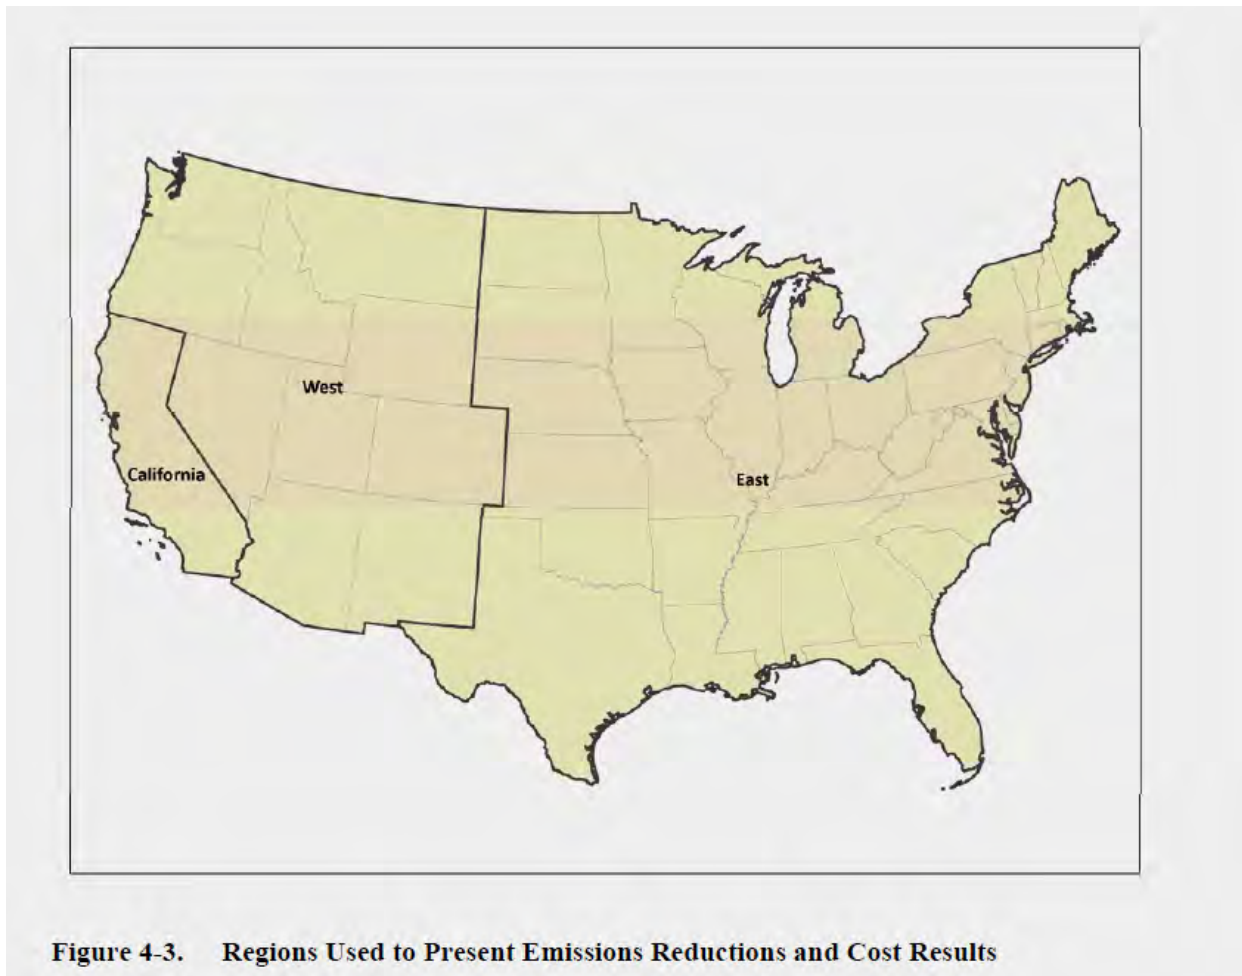 West
California
East
Figure 4-3. Regions Used to Present Emissions Reductions and Cost Results